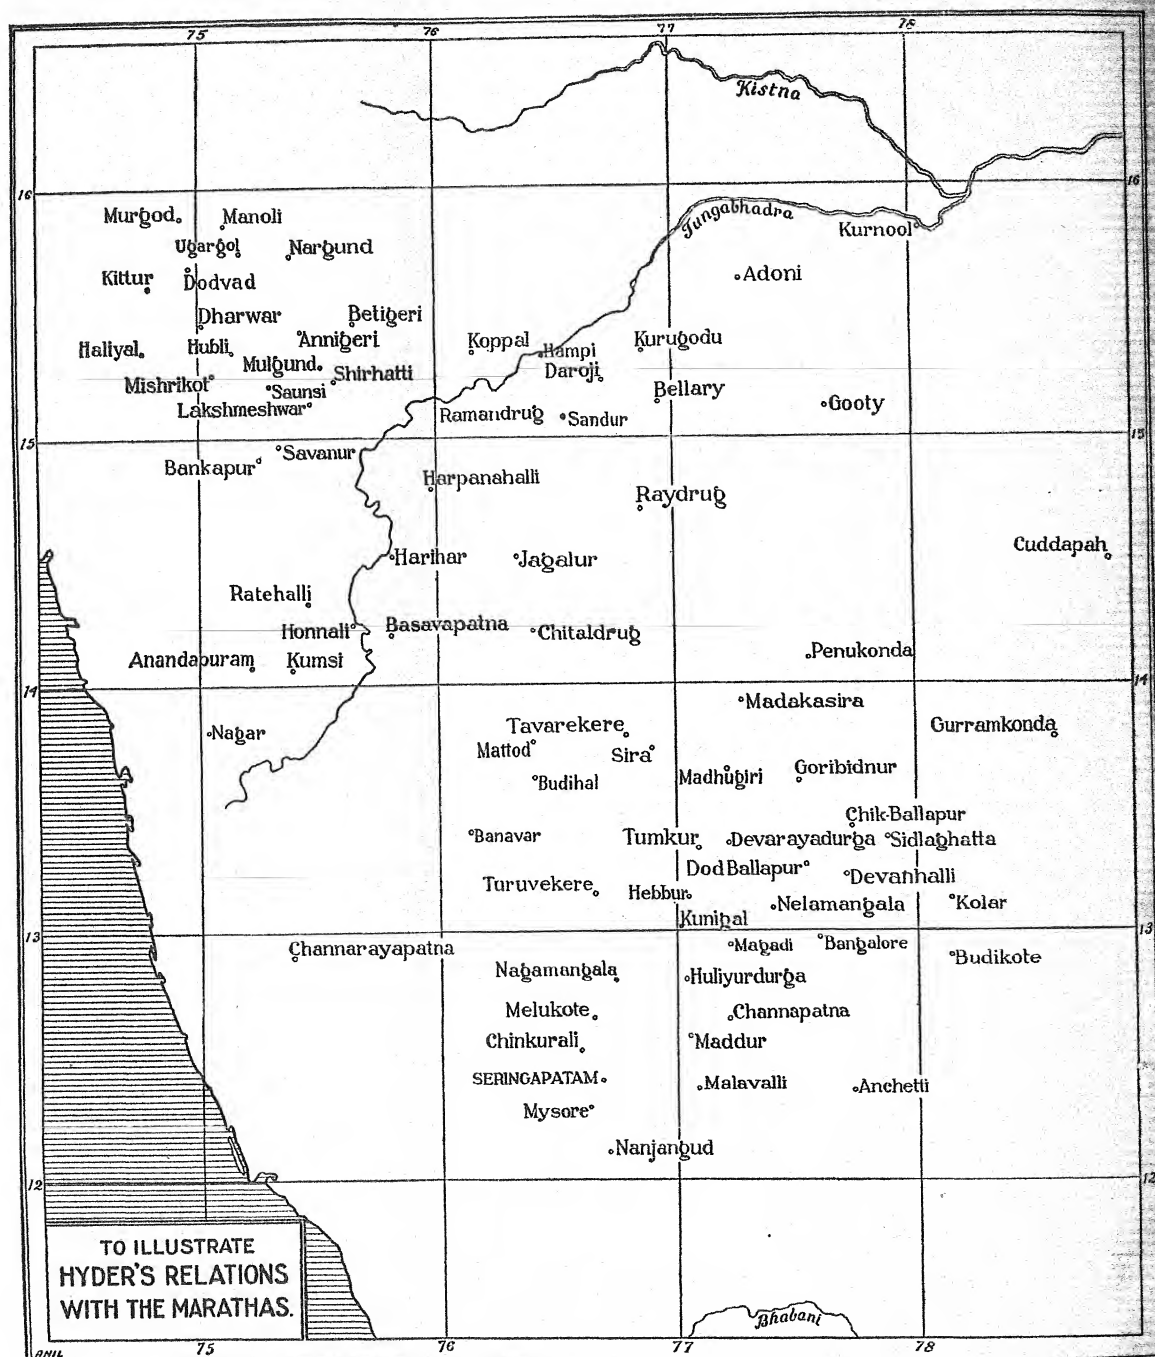 75 76 77 78
Kistna
16 16
Murgod Manoli
Tungabhadra
Kurnool
Ugargol Nargund
Kittur Dodvad
Adoni
Dharwar Betigeri
Haliyal Hubli Annigeri
Koppal Hampi Kurugodu
Mulgund Shirhatti
Daroji
Mishrikot Saunsi
Bellary
Lakshmeshwar
Ramandrug Sandur
Gooty
15 15
Bankapur Savanur
Harpanahalli
Raydrug
Harihar Jagalur
Cuddapah
Ratehalli
Honnali Basavapatna Chitaldrug
Anandapuram Kumsi
Penukonda
14 14
Madakasira
Nagar
Tavarekere
Gurramkonda
Mattod Sira
Budihal
Madhugiri Goribidnur
Chik-Ballapur
Banavar Tumkur Devarayadurga Sidlaghatta
Dod Ballapur Devanhalli
Turuvekere Hebbur
Nelamangala Kolar
Kunigal
13 13
Channarayapatna
Magadi Bangalore
Budikote
Nagamangala Huliyurdurga
Melukote Channapatna
Chinkurali Maddur
SERINGAPATAM Malavalli Anchetti
Mysore
Nanjangud
12 12
TO ILLUSTRATE
HYDER'S RELATIONS
WITH THE MARATHAS.
Bhabani
75 76 77 78